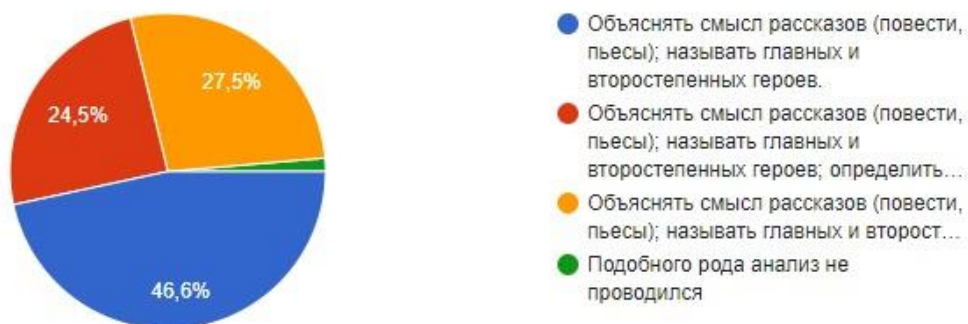 27,5%
24,5%
46,6%
Объяснять смысл рассказов (повести,
пьесы); называть главных и
второстепенных героев.
Объяснять смысл рассказов (повести,
пьесы); называть главных и
второстепенных героев; определить…
Объяснять смысл рассказов (повести,
пьесы); называть главных и второст…
Подобного рода анализ не
проводился